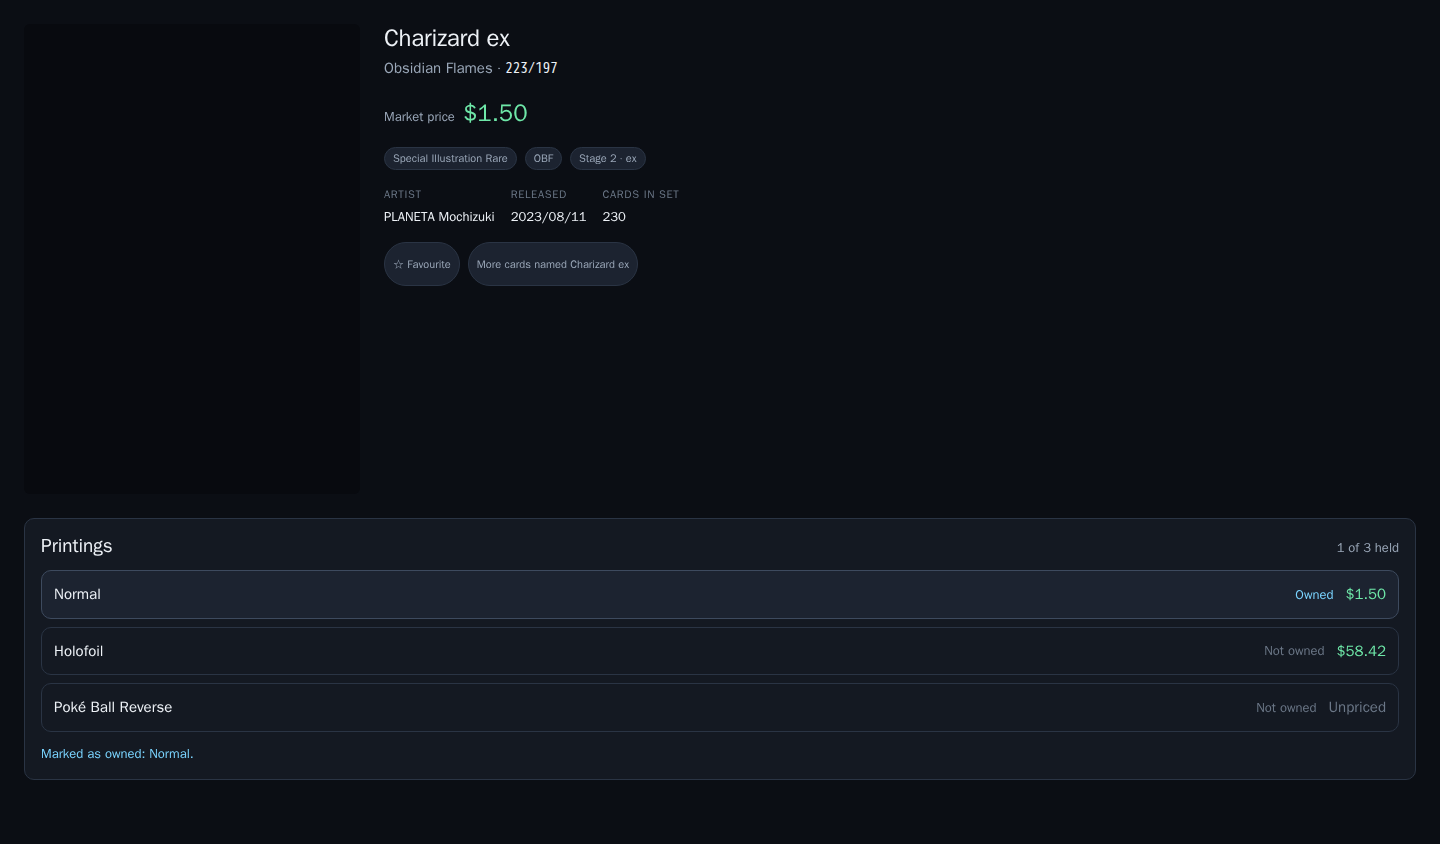 Charizard ex
Obsidian Flames · 223/197
Market price $1.50
Special Illustration Rare OBF Stage 2 · ex
ARTIST RELEASED CARDS IN SET
PLANETA Mochizuki 2023/08/11 230
☆ Favourite More cards named Charizard ex
Printings 1 of 3 held
Normal Owned $1.50
Holofoil Not owned $58.42
Poké Ball Reverse Not owned Unpriced
Marked as owned: Normal.